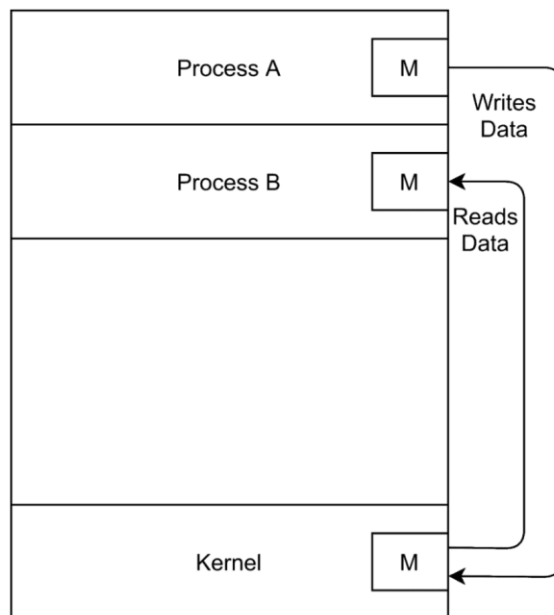 Process A
M
Writes
Data
Process B
M
Reads
Data
Kernel
M